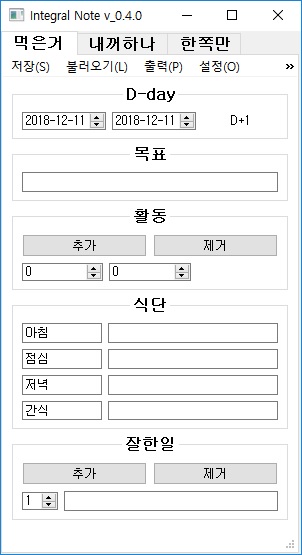 Integral Note v_0.4.0
먹은거 내꺼하나 한쪽만
저장(S) 불러오기(L) 출력(P) 설정(O) »
D-day
2018-12-11 2018-12-11 D+1
목표
활동
추가 제거
0 0
식단
아침
점심
저녁
간식
잘한일
추가 제거
1